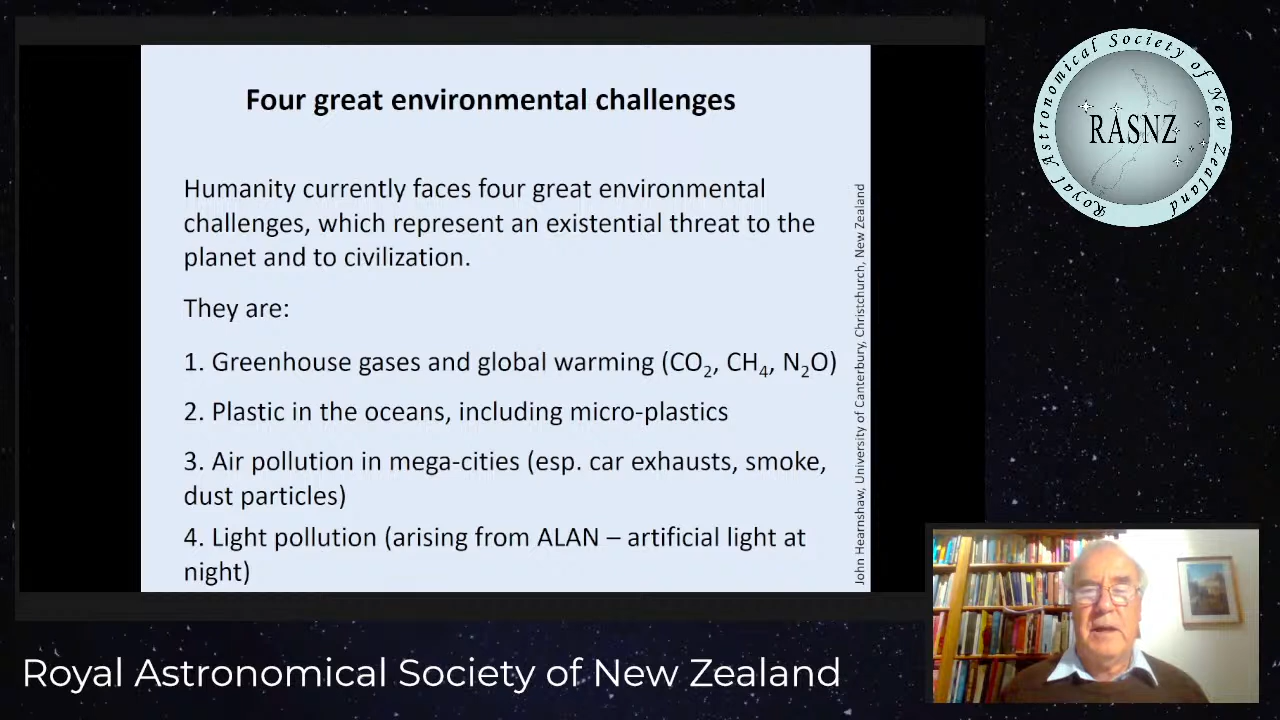 Four great environmental challenges
Humanity currently faces four great environmental
challenges, which represent an existential threat to the
planet and to civilization.
They are:
1. Greenhouse gases and global warming (CO₂, CH₄, N₂O)
2. Plastic in the oceans, including micro-plastics
3. Air pollution in mega-cities (esp. car exhausts, smoke,
dust particles)
4. Light pollution (arising from ALAN – artificial light at
night)
John Hearnshaw, University of Canterbury, Christchurch, New Zealand
Royal Astronomical Society of New Zealand
RASNZ
Royal Astronomical Society of New Zealand